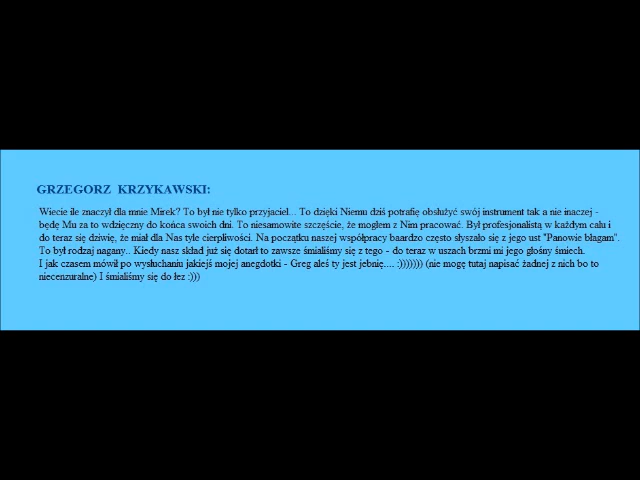 GRZEGORZ KRZYKAWSKI:
Wiecie ile znaczył dla mnie Mirek? To był nie tylko przyjaciel... To dzięki Niemu dziś potrafię obsłużyć swój instrument tak a nie inaczej -
będę Mu za to wdzięczny do końca swoich dni. To niesamowite szczęście, że mogłem z Nim pracować. Był profesjonalistą w każdym calu i
do teraz się dziwię, że miał dla Nas tyle cierpliwości. Na początku naszej współpracy baardzo często słyszało się z jego ust "Panowie błagam".
To był rodzaj nagany.. Kiedy nasz skład już się dotarł to zawsze śmialiśmy się z tego - do teraz w uszach brzmi mi jego głośny śmiech.
I jak czasem mówił po wysłuchaniu jakiejś mojej anegdotki - Greg aleś ty jest jebnię.... :))))))) (nie mogę tutaj napisać żadnej z nich bo to
niecenzuralne) I śmialiśmy się do łez :)))